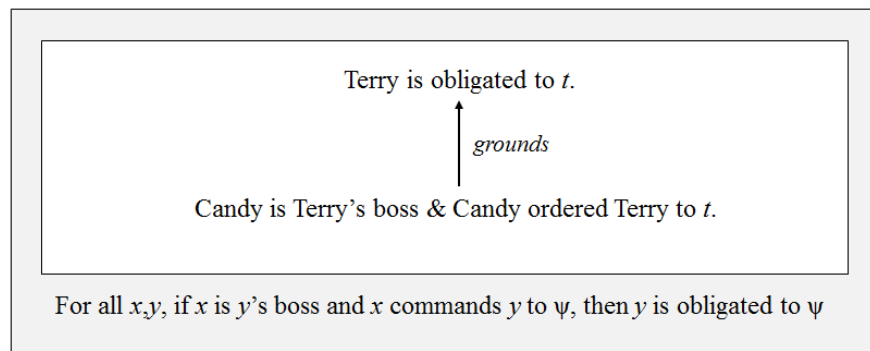 Terry is obligated to t.
grounds
Candy is Terry’s boss & Candy ordered Terry to t.
For all x,y, if x is y’s boss and x commands y to ψ, then y is obligated to ψ